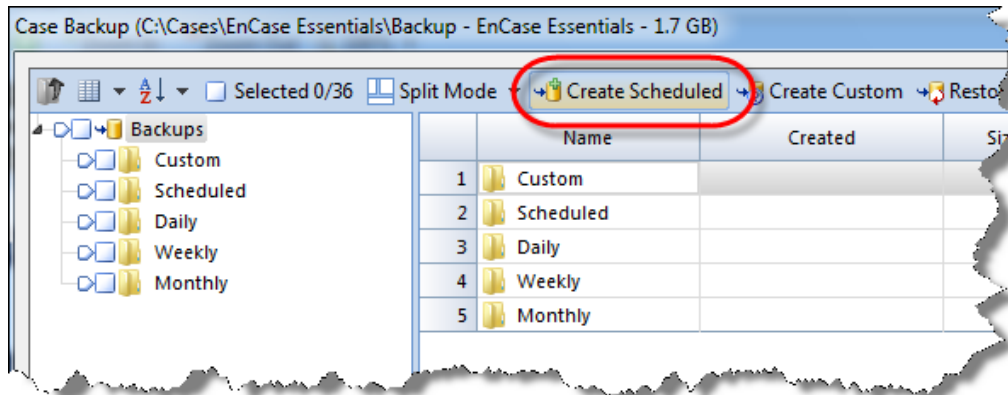 Case Backup (C:\Cases\EnCase Essentials\Backup - EnCase Essentials - 1.7 GB)
Selected 0/36 Split Mode Create Scheduled Create Custom
Backups
Custom
Scheduled
Daily
Weekly
Monthly
Name Created
1 Custom
2 Scheduled
3 Daily
4 Weekly
5 Monthly